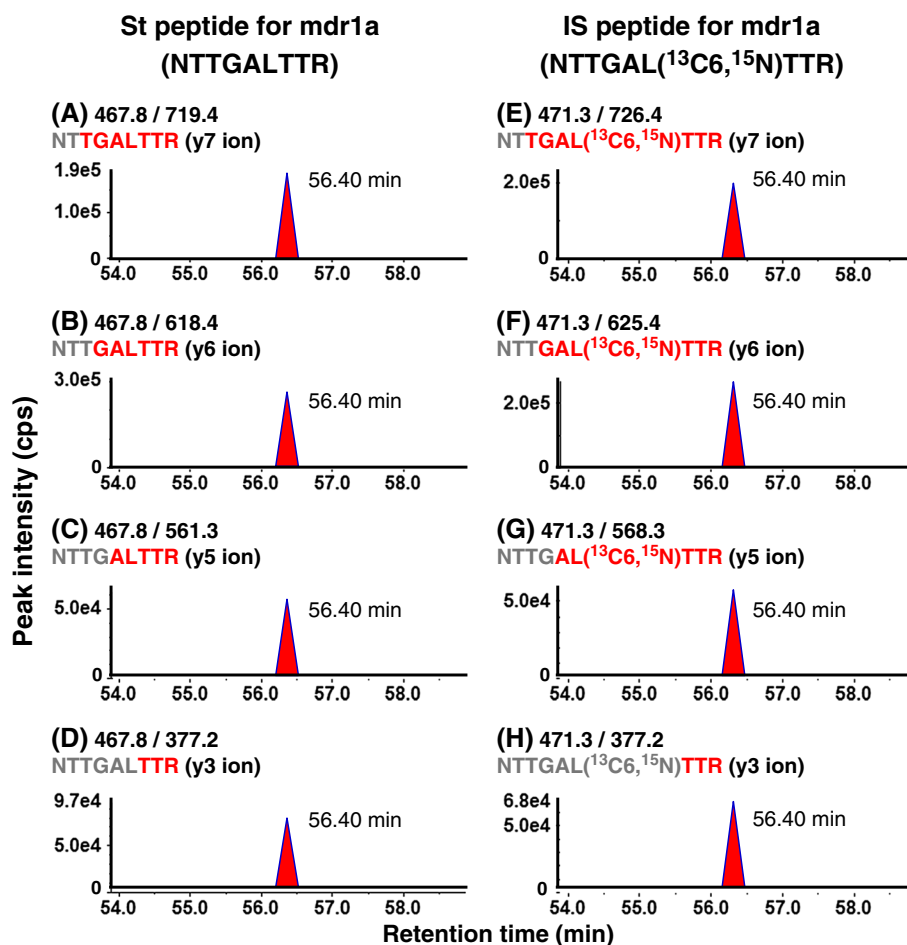 St peptide for mdr1a
(NTTGALTTR)
IS peptide for mdr1a
(NTTGAL(¹³C6,¹⁵N)TTR)
Peak intensity (cps)
(A) 467.8 / 719.4
NTTGALTTR (y7 ion)
1.9e5
1.0e5
0
56.40 min
54.0 55.0 56.0 57.0 58.0
(E) 471.3 / 726.4
NTTGAL(¹³C6,¹⁵N)TTR (y7 ion)
2.0e5
0
56.40 min
54.0 55.0 56.0 57.0 58.0
(B) 467.8 / 618.4
NTTGALTTR (y6 ion)
3.0e5
0
56.40 min
54.0 55.0 56.0 57.0 58.0
(F) 471.3 / 625.4
NTTGAL(¹³C6,¹⁵N)TTR (y6 ion)
2.0e5
0
56.40 min
54.0 55.0 56.0 57.0 58.0
(C) 467.8 / 561.3
NTTGALTTR (y5 ion)
5.0e4
0
56.40 min
54.0 55.0 56.0 57.0 58.0
(G) 471.3 / 568.3
NTTGAL(¹³C6,¹⁵N)TTR (y5 ion)
5.0e4
0
56.40 min
54.0 55.0 56.0 57.0 58.0
(D) 467.8 / 377.2
NTTGALTTR (y3 ion)
9.7e4
5.0e4
0
56.40 min
54.0 55.0 56.0 57.0 58.0
(H) 471.3 / 377.2
NTTGAL(¹³C6,¹⁵N)TTR (y3 ion)
6.8e4
5.0e4
0
56.40 min
54.0 55.0 56.0 57.0 58.0
Retention time (min)